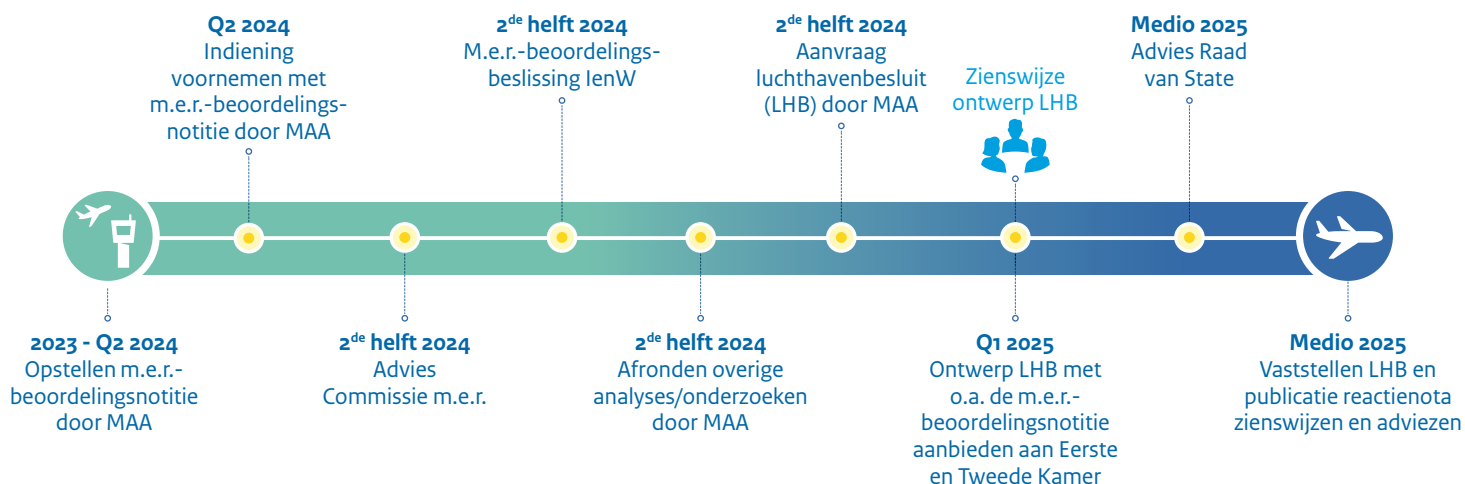 Q2 2024
Indiening
voornemen met
m.e.r.-beoordelings-
notitie door MAA
2de helft 2024
M.e.r.-beoordelings-
beslissing IenW
2de helft 2024
Aanvraag
luchthavenbesluit
(LHB) door MAA
Zienswijze
ontwerp LHB
Medio 2025
Advies Raad
van State
2023 - Q2 2024
Opstellen m.e.r.-
beoordelingsnotitie
door MAA
2de helft 2024
Advies
Commissie m.e.r.
2de helft 2024
Afronden overige
analyses/onderzoeken
door MAA
Q1 2025
Ontwerp LHB met
o.a. de m.e.r.-
beoordelingsnotitie
aanbieden aan Eerste
en Tweede Kamer
Medio 2025
Vaststellen LHB en
publicatie reactienota
zienswijzen en adviezen